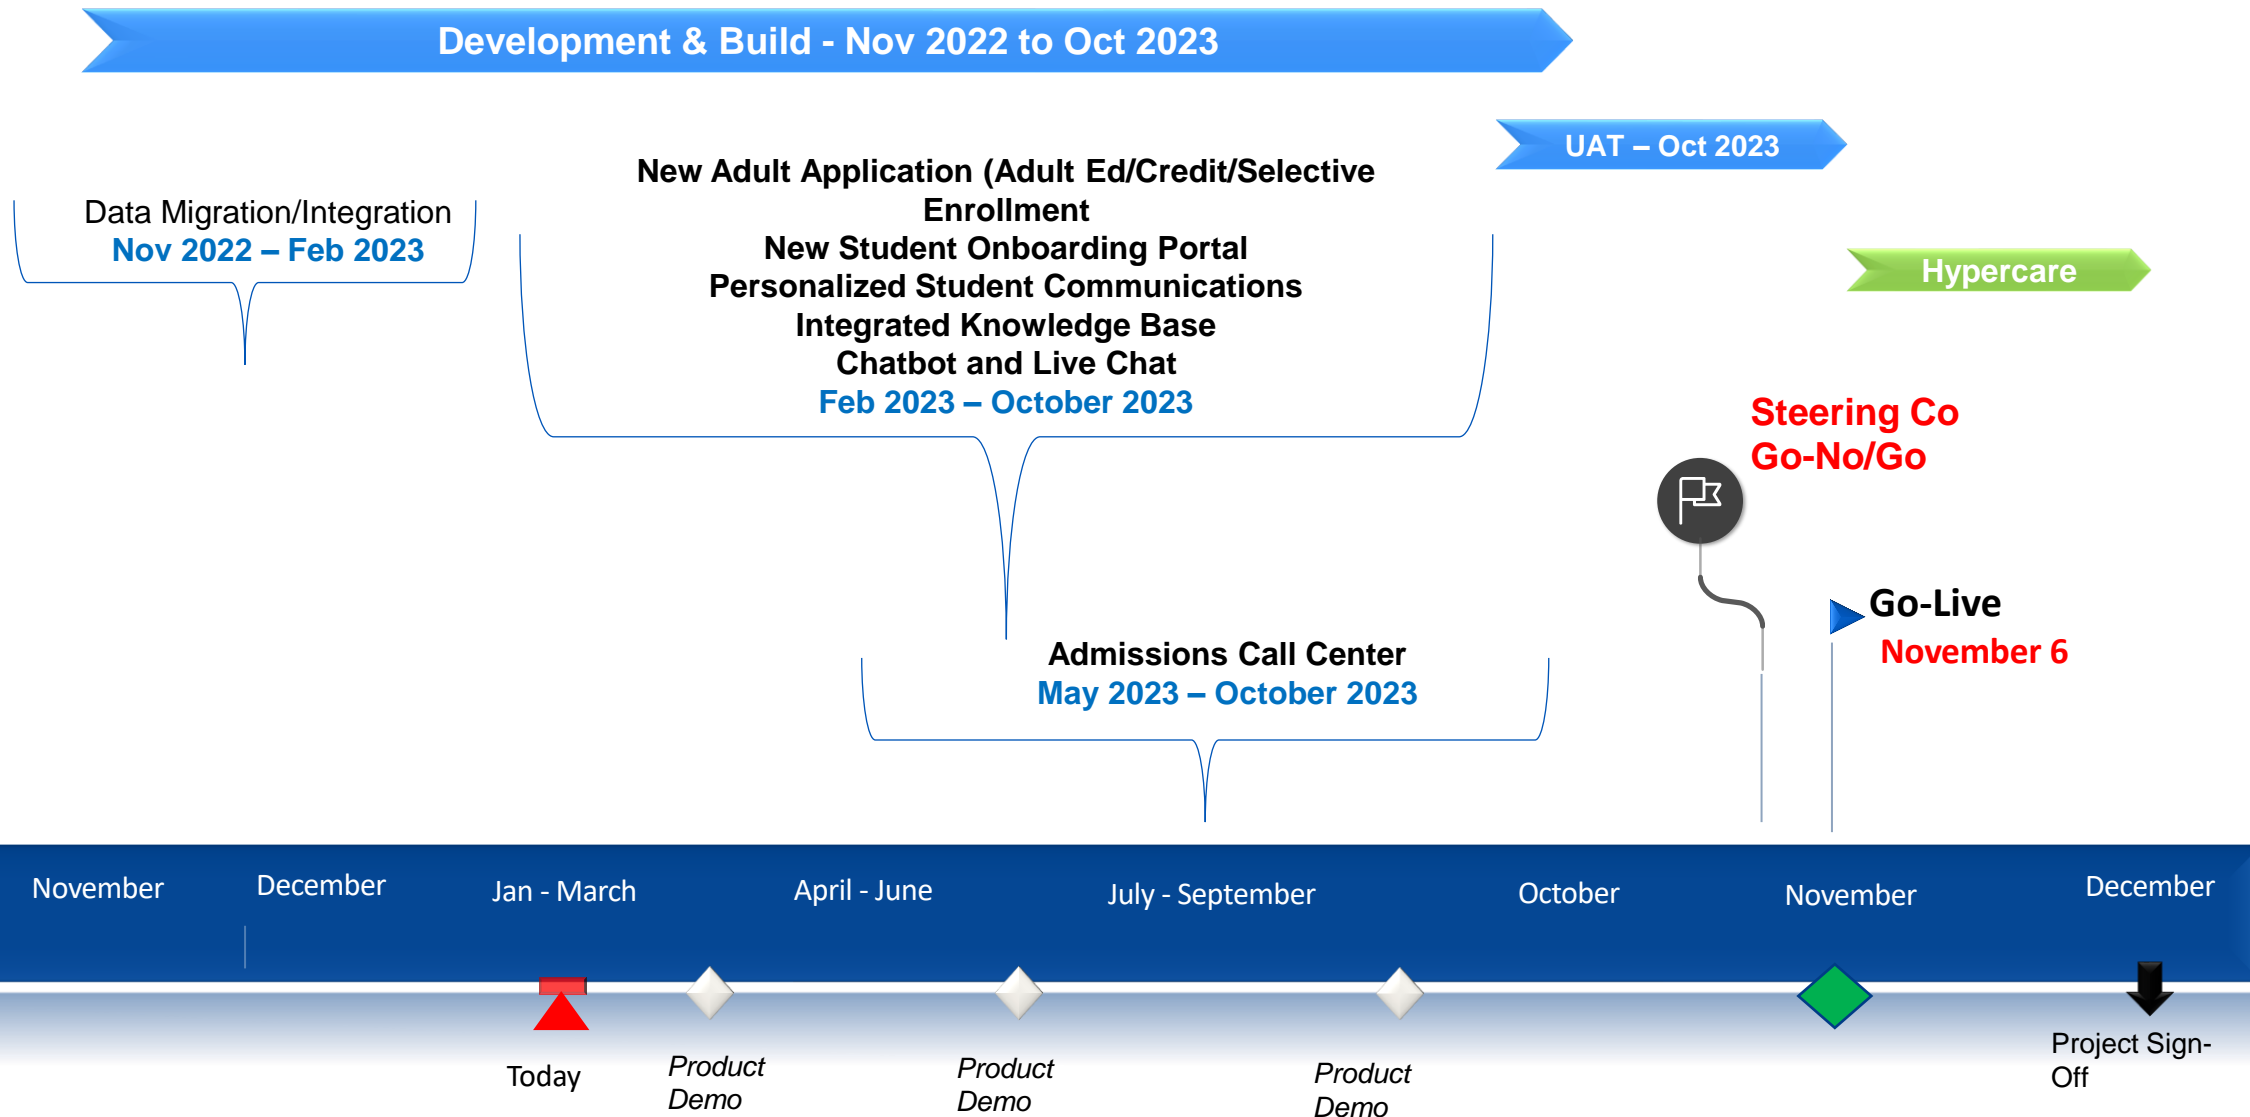 Development & Build - Nov 2022 to Oct 2023
UAT – Oct 2023
New Adult Application (Adult Ed/Credit/Selective
Enrollment
New Student Onboarding Portal
Personalized Student Communications
Integrated Knowledge Base
Chatbot and Live Chat
Feb 2023 – October 2023
Data Migration/Integration
Nov 2022 – Feb 2023
Hypercare
Steering Co
Go-No/Go
Go-Live
November 6
Admissions Call Center
May 2023 – October 2023
November
December
Jan - March
April - June
July - September
October
November
December
Today
Product
Demo
Product
Demo
Product
Demo
Project Sign-
Off